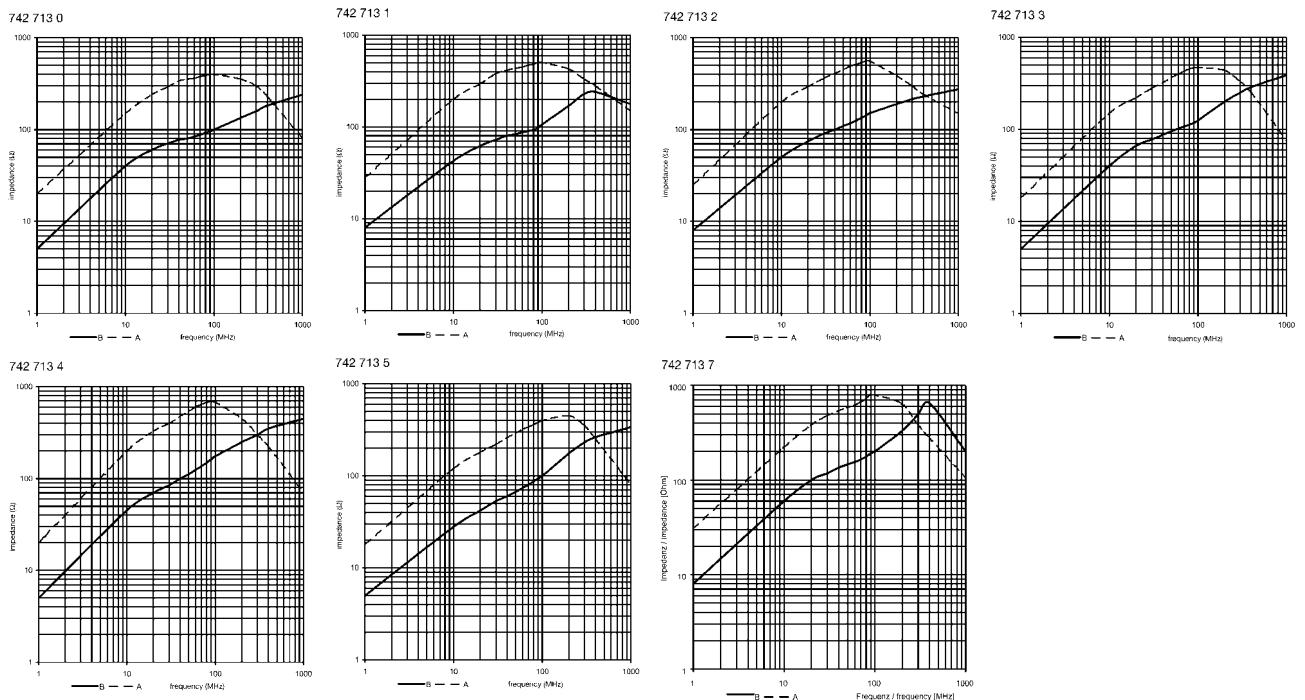 742 713 0
1000
100
10
1
impedance (Ω)
1 10 100 1000
B A frequency (MHz)
742 713 1
1000
100
10
1
impedance (Ω)
1 10 100 1000
B A frequency (MHz)
742 713 2
1000
100
10
1
impedance (Ω)
1 10 100 1000
B A frequency (MHz)
742 713 3
1000
100
10
1
impedance (Ω)
1 10 100 1000
B A frequency (MHz)
742 713 4
1000
100
10
1
impedance (Ω)
1 10 100 1000
B A frequency (MHz)
742 713 5
1000
100
10
1
impedance (Ω)
1 10 100 1000
B A frequency (MHz)
742 713 7
1000
100
10
1
Impedanz / impedance [Ohm]
1 10 100 1000
B A Frequenz / frequency [MHz]